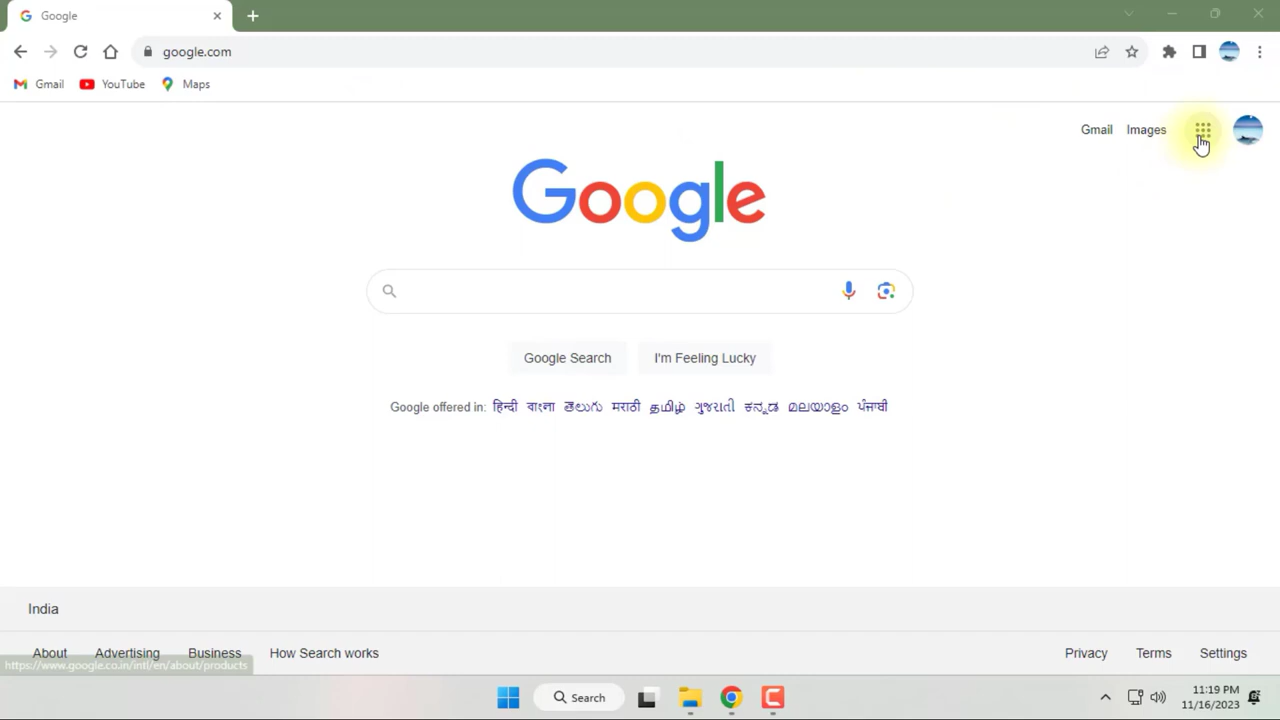 Google
google.com
Gmail YouTube Maps
Gmail Images
Google
Google Search I'm Feeling Lucky
Google offered in: हिन्दी বাংলা తెలుగు मराठी தமிழ் ગુજરાતી ಕನ್ನಡ മലയാളം ਪੰਜਾਬੀ
India
About Advertising Business How Search works Privacy Terms Settings
https://www.google.co.in/intl/en/about/products
Search
11:19 PM
11/16/2023